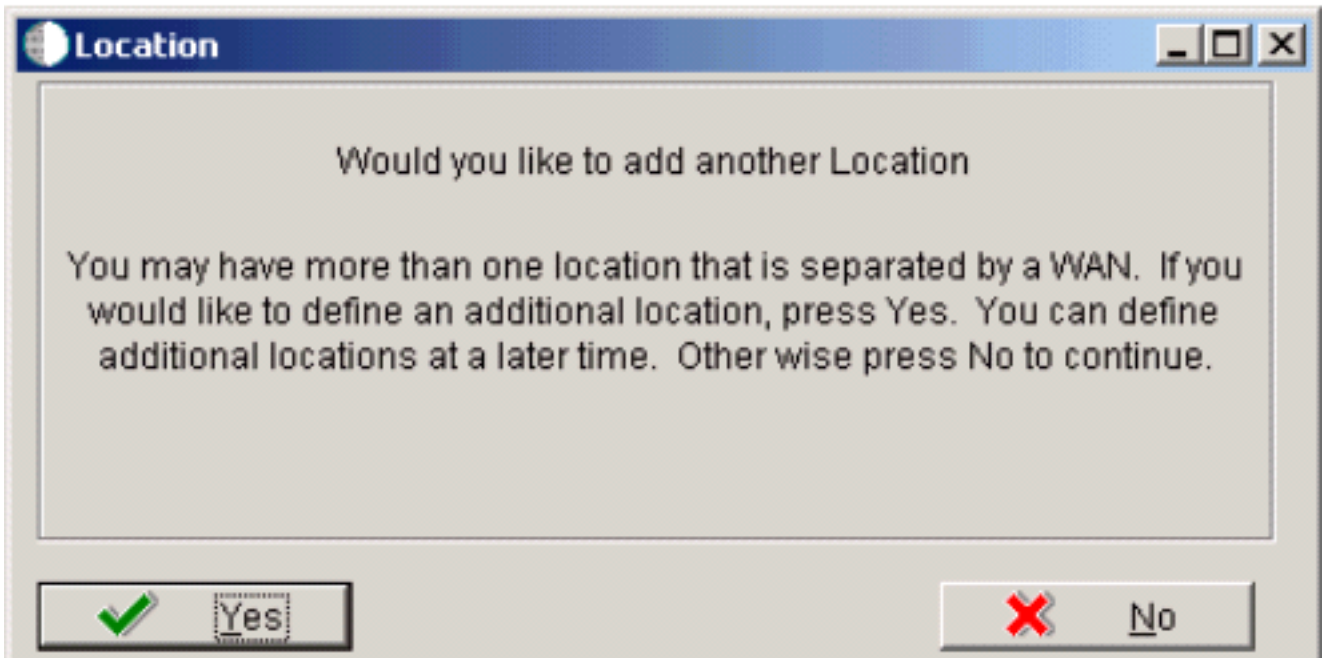 Location
Would you like to add another Location
You may have more than one location that is separated by a WAN.  If you
would like to define an additional location, press Yes.  You can define
additional locations at a later time.  Other wise press No to continue.
Yes
No